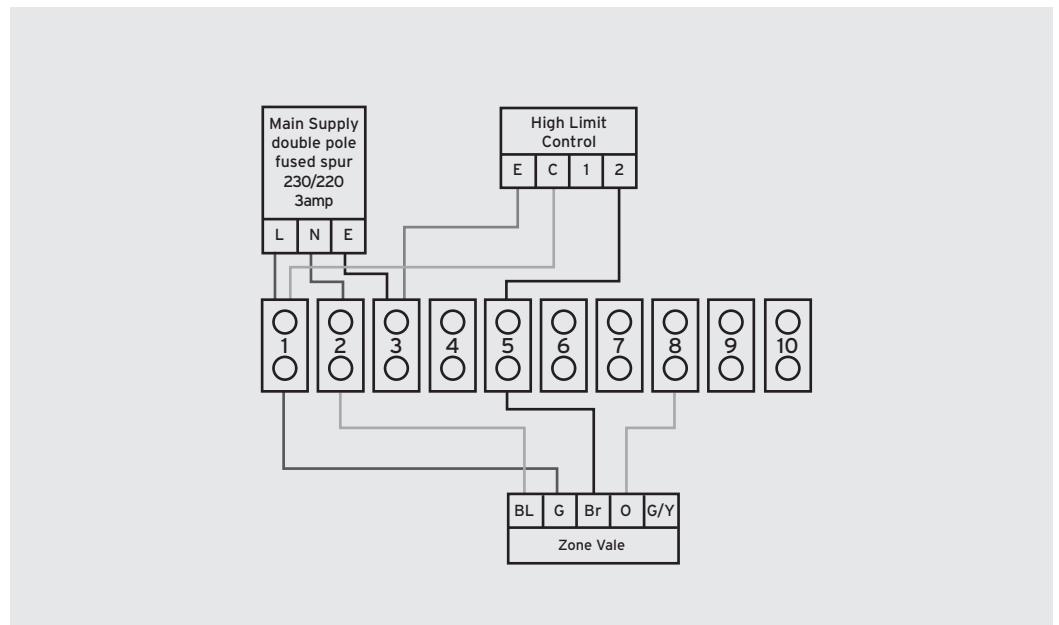 Main Supply
double pole
fused spur
230/220
3amp
L N E
High Limit
Control
E C 1 2
1 2 3 4 5 6 7 8 9 10
BL G Br O G/Y
Zone Vale